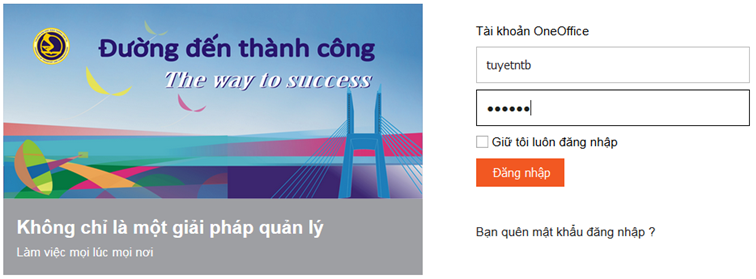 Đường đến thành công
The way to success
Không chỉ là một giải pháp quản lý
Làm việc mọi lúc mọi nơi
Tài khoản OneOffice
tuyetntb
●●●●●●
Giữ tôi luôn đăng nhập
Đăng nhập
Bạn quên mật khẩu đăng nhập ?